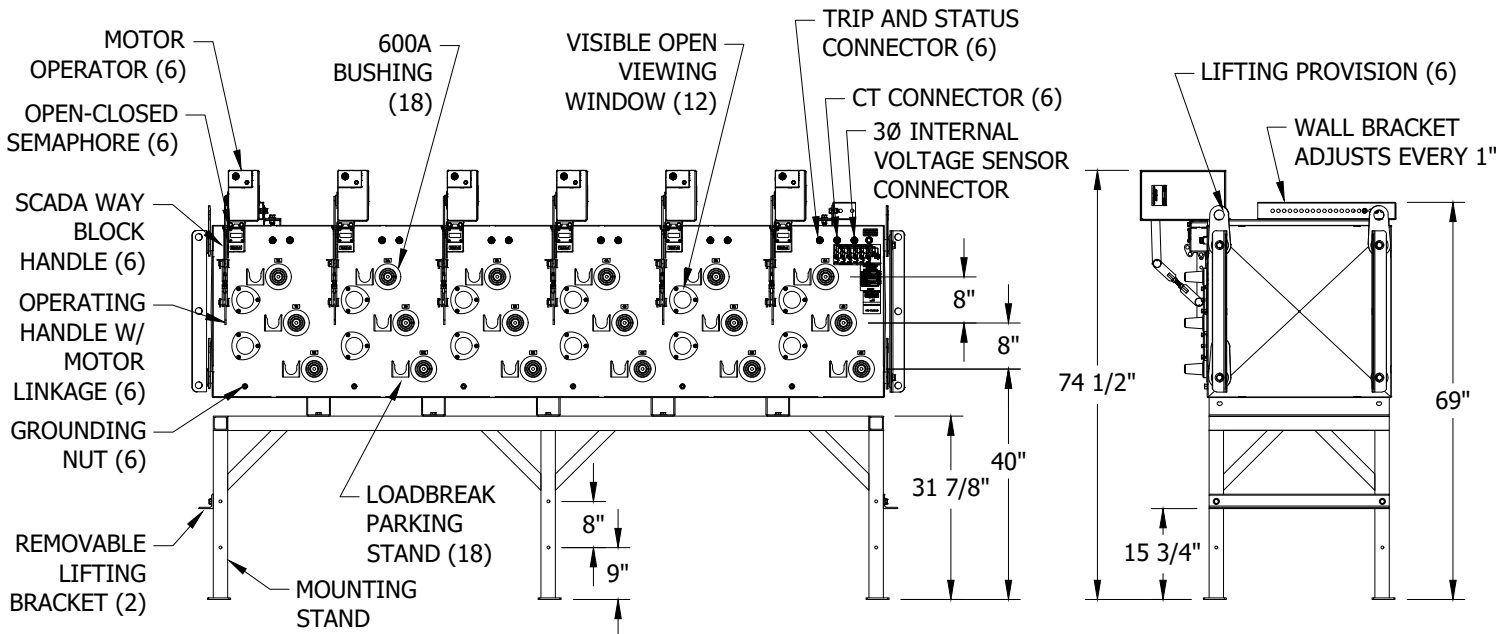 MOTOR
OPERATOR (6)
OPEN-CLOSED
SEMAPHORE (6)
SCADA WAY
BLOCK
HANDLE (6)
OPERATING
HANDLE W/
MOTOR
LINKAGE (6)
GROUNDING
NUT (6)
REMOVABLE
LIFTING
BRACKET (2)
600A
BUSHING
(18)
VISIBLE OPEN
VIEWING
WINDOW (12)
TRIP AND STATUS
CONNECTOR (6)
CT CONNECTOR (6)
3Ø INTERNAL
VOLTAGE SENSOR
CONNECTOR
LOADBREAK
PARKING
STAND (18)
MOUNTING
STAND
8"
9"
8"
8"
31 7/8"
40"
LIFTING PROVISION (6)
WALL BRACKET
ADJUSTS EVERY 1"
74 1/2"
15 3/4"
69"